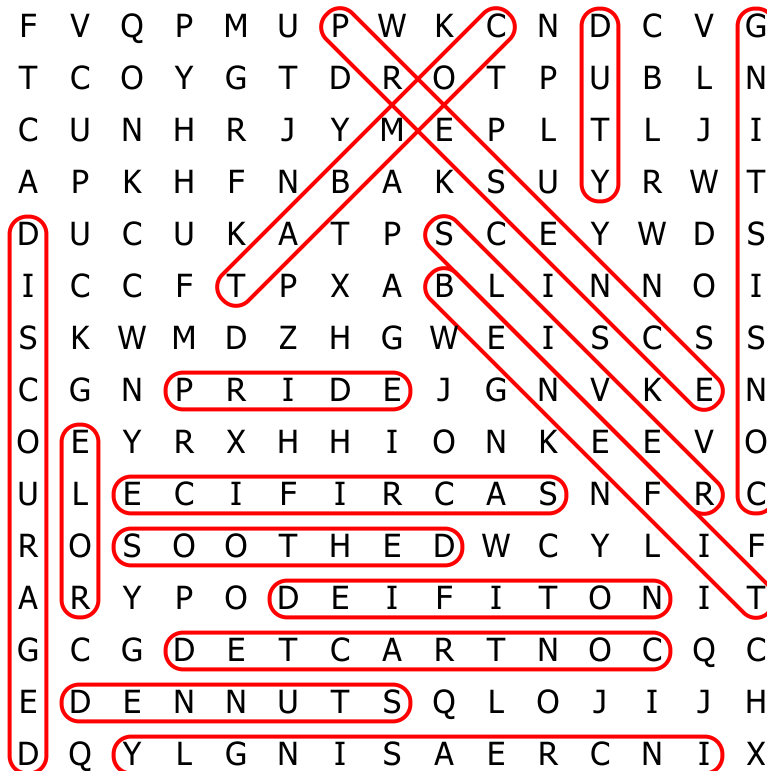 F V Q P M U P W K C N D C V G
T C O Y G T D R O T P U B L N
C U N H R J Y M E P L T L J I
A P K H F N B A K S U Y R W T
D U C U K A T P S C E Y W D S
I C C F T P X A B L I N N O I
S K W M D Z H G W E I S C S S
C G N P R I D E J G N V K E N
O E Y R X H H I O N K E E V O
U L E C I F I R C A S N F R C
R O S O O T H E D W C Y L I F
A R Y P O D E I F I T O N I T
G C G D E T C A R T N O C Q C
E D E N N U T S Q L O J I J H
D Q Y L G N I S A E R C N I X